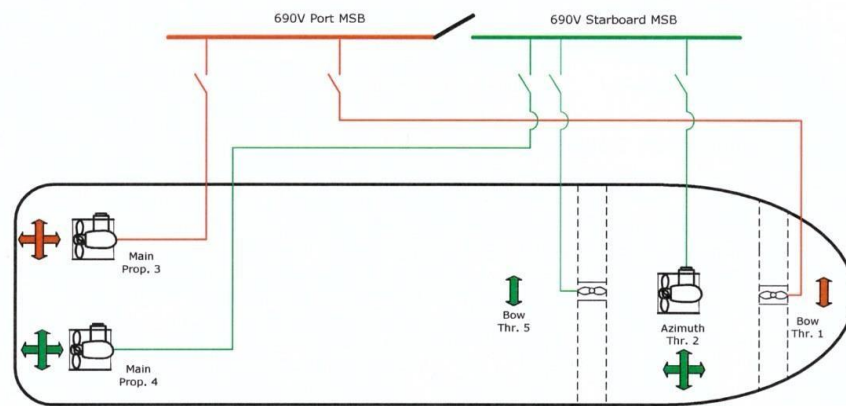 690V Port MSB
690V Starboard MSB
Main
Prop. 3
Bow
Thr. 5
Azimuth
Thr. 2
Bow
Thr. 1
Main
Prop. 4